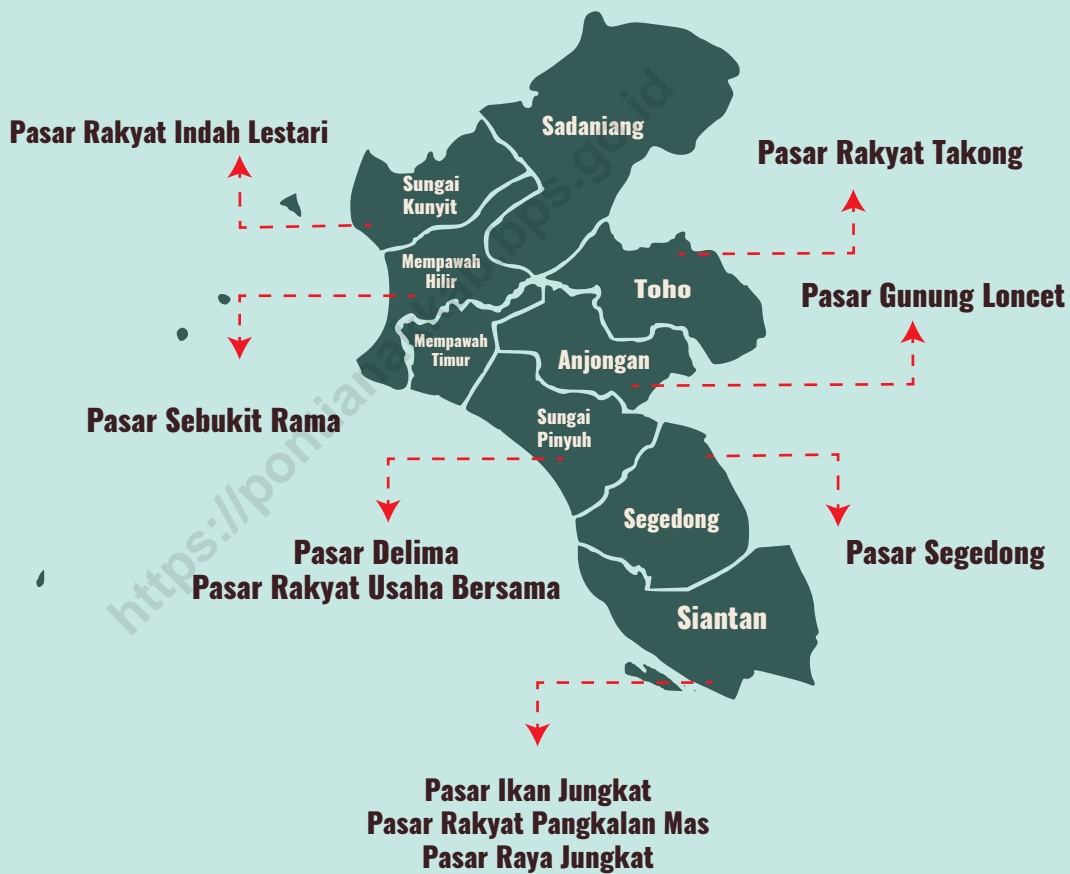 Sadaniang
Pasar Rakyat Indah Lestari
Pasar Rakyat Takong
Sungai
Kunyit
Mempawah
Hilir
Toho
Pasar Gunung Loncet
Mempawah
Timur
Anjongan
Pasar Sebukit Rama
Sungai
Pinyuh
Segedong
Pasar Delima
Pasar Rakyat Usaha Bersama
Pasar Segedong
Siantan
Pasar Ikan Jungkat
Pasar Rakyat Pangkalan Mas
Pasar Raya Jungkat